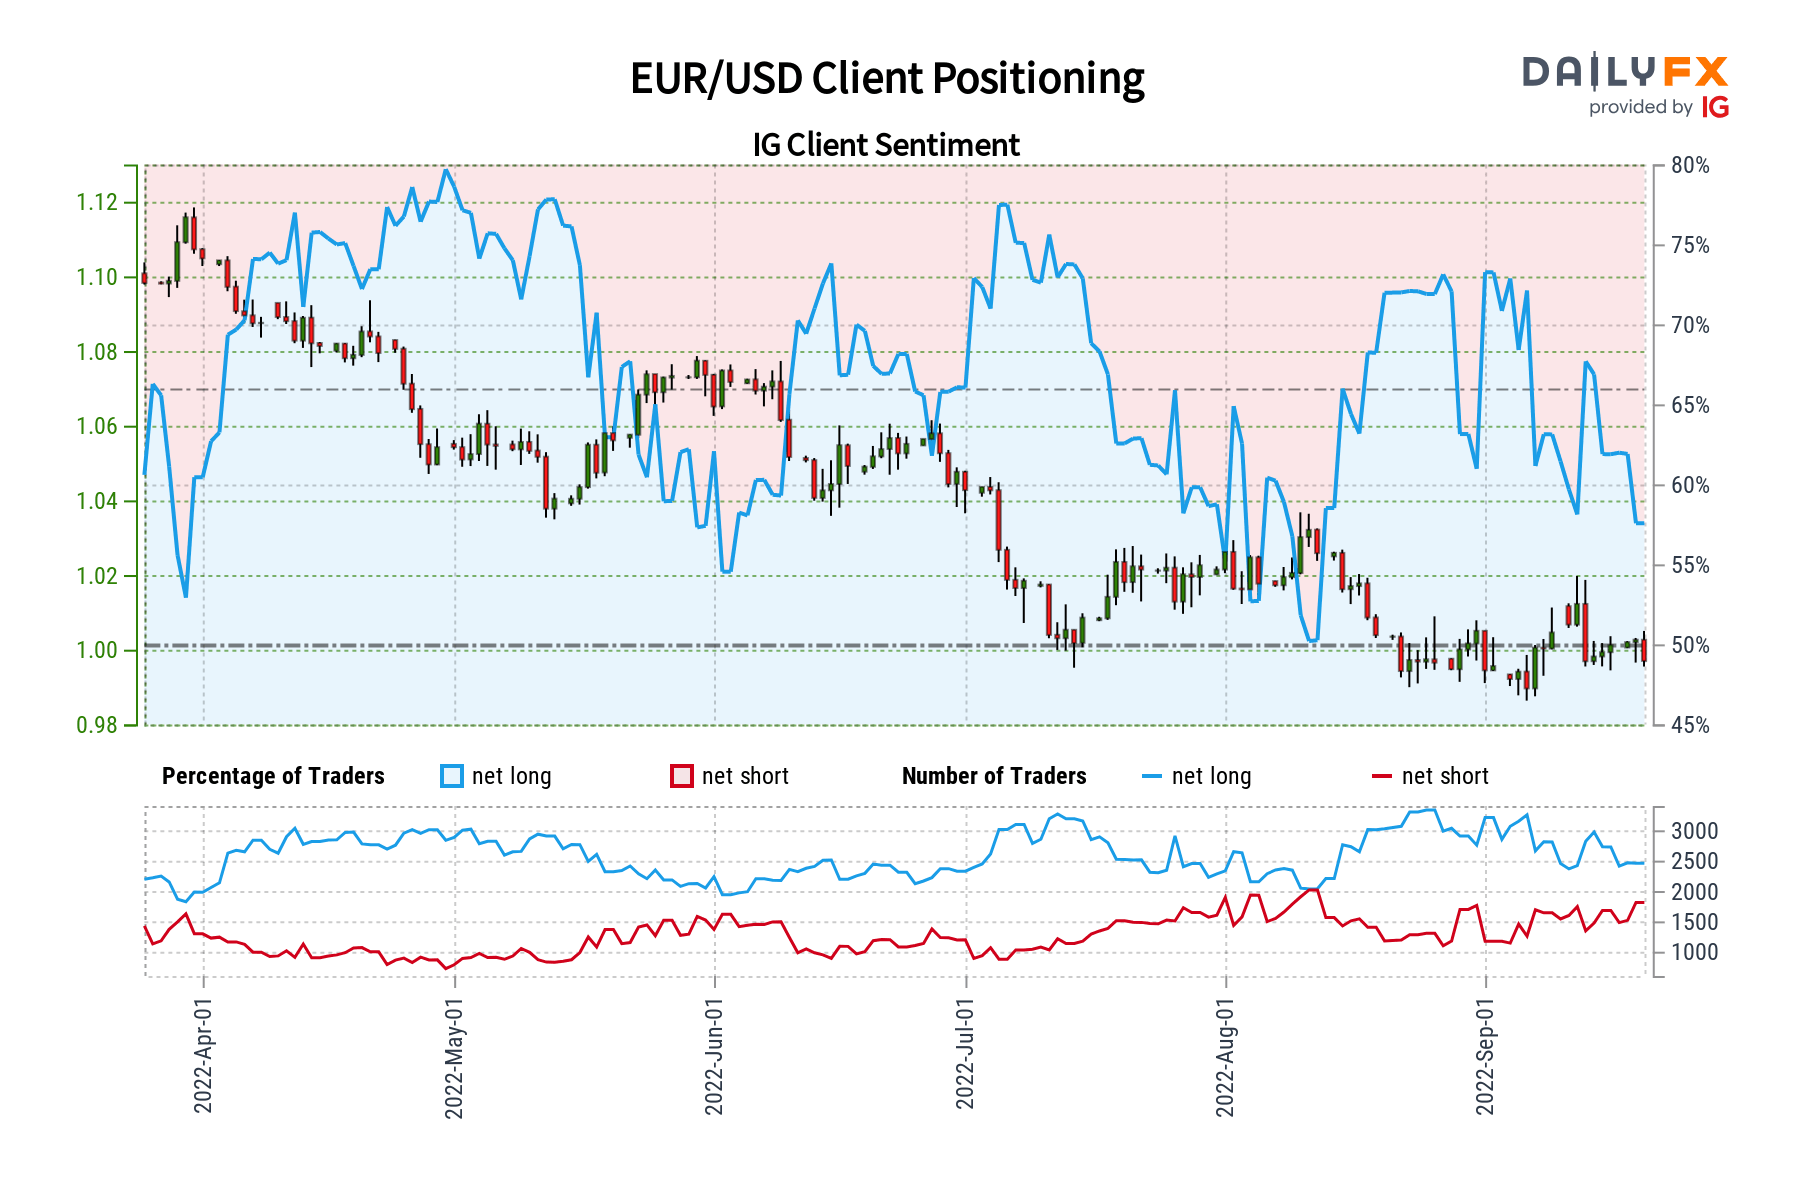 EUR/USD Client Positioning
DAILYFX
provided by IG
IG Client Sentiment
1.12
1.10
1.08
1.06
1.04
1.02
1.00
0.98
80%
75%
70%
65%
60%
55%
50%
45%
Percentage of Traders net long net short Number of Traders net long net short
3000
2500
2000
1500
1000
2022-Apr-01
2022-May-01
2022-Jun-01
2022-Jul-01
2022-Aug-01
2022-Sep-01